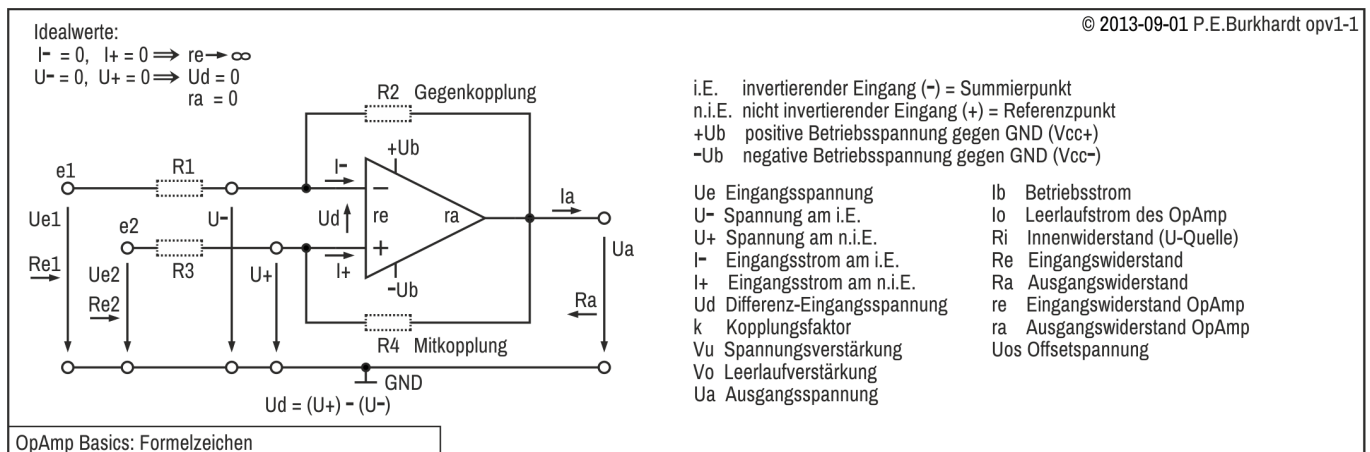 Idealwerte:
I- = 0, I+ = 0 ⟹ re → ∞
U- = 0, U+ = 0 ⟹ Ud = 0
ra = 0
© 2013-09-01 P.E.Burkhardt opv1-1
R2 Gegenkopplung
+Ub
e1
R1
I-
−
Ue1
U-
Ud
re
ra
Ia
e2
+
Ua
R3
I+
Re1
Ue2
U+
-Ub
Re2
Ra
R4 Mitkopplung
GND
Ud = (U+) - (U-)
i.E. invertierender Eingang (-) = Summierpunkt
n.i.E. nicht invertierender Eingang (+) = Referenzpunkt
+Ub positive Betriebsspannung gegen GND (Vcc+)
-Ub negative Betriebsspannung gegen GND (Vcc-)
Ue Eingangsspannung
U- Spannung am i.E.
U+ Spannung am n.i.E.
I- Eingangsstrom am i.E.
I+ Eingangsstrom am n.i.E.
Ud Differenz-Eingangsspannung
k Kopplungsfaktor
Vu Spannungsverstärkung
Vo Leerlaufverstärkung
Ua Ausgangsspannung
Ib Betriebsstrom
Io Leerlaufstrom des OpAmp
Ri Innenwiderstand (U-Quelle)
Re Eingangswiderstand
Ra Ausgangswiderstand
re Eingangswiderstand OpAmp
ra Ausgangswiderstand OpAmp
Uos Offsetspannung
OpAmp Basics: Formelzeichen